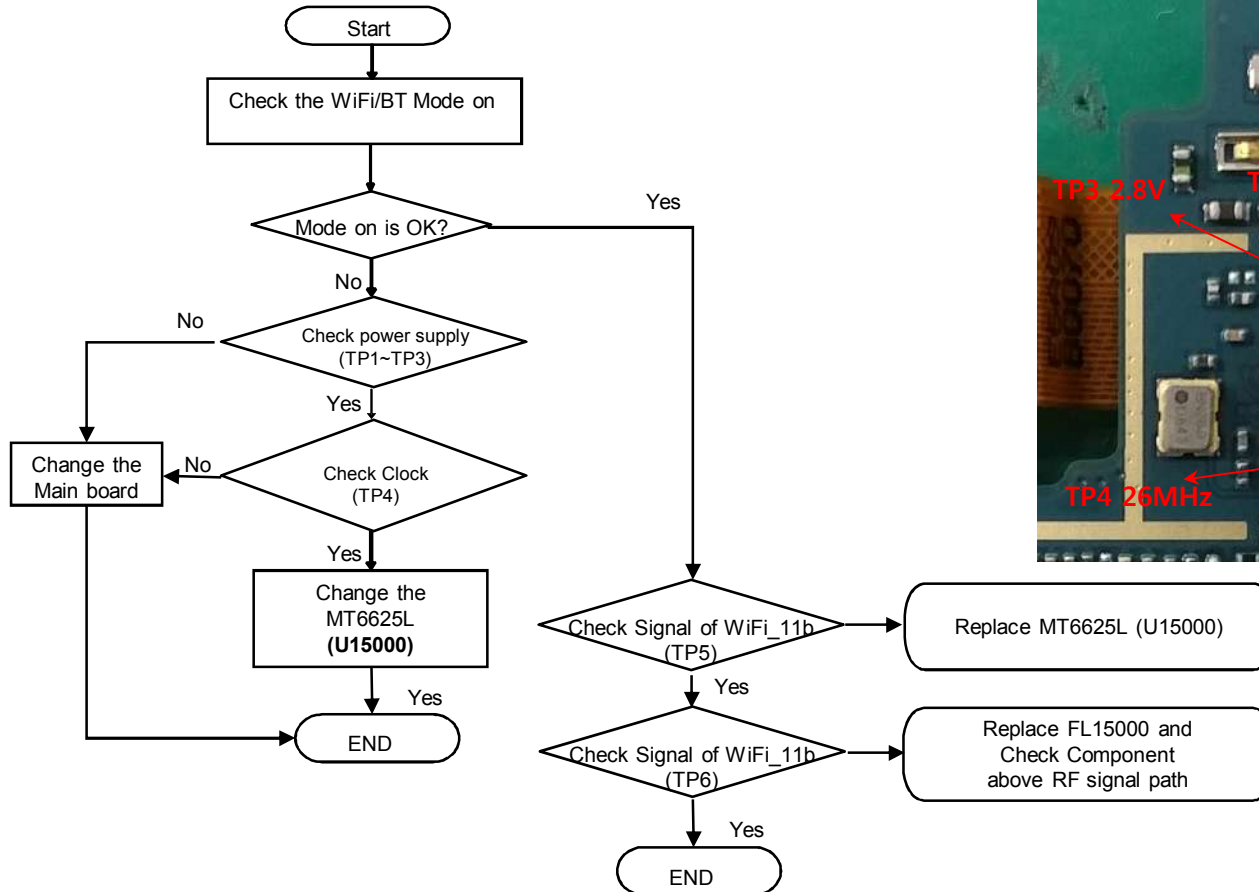 Start
Check the WiFi/BT Mode on
Mode on is OK?
Yes
No
Check power supply
(TP1~TP3)
No
Yes
Check Clock
(TP4)
No
Change the
Main board
Yes
Change the
MT6625L
(U15000)
Yes
END
Check Signal of WiFi_11b
(TP5)
Replace MT6625L (U15000)
Yes
Check Signal of WiFi_11b
(TP6)
Replace FL15000 and
Check Component
above RF signal path
Yes
END
TP3 2.8V
T
TP4 26MHz